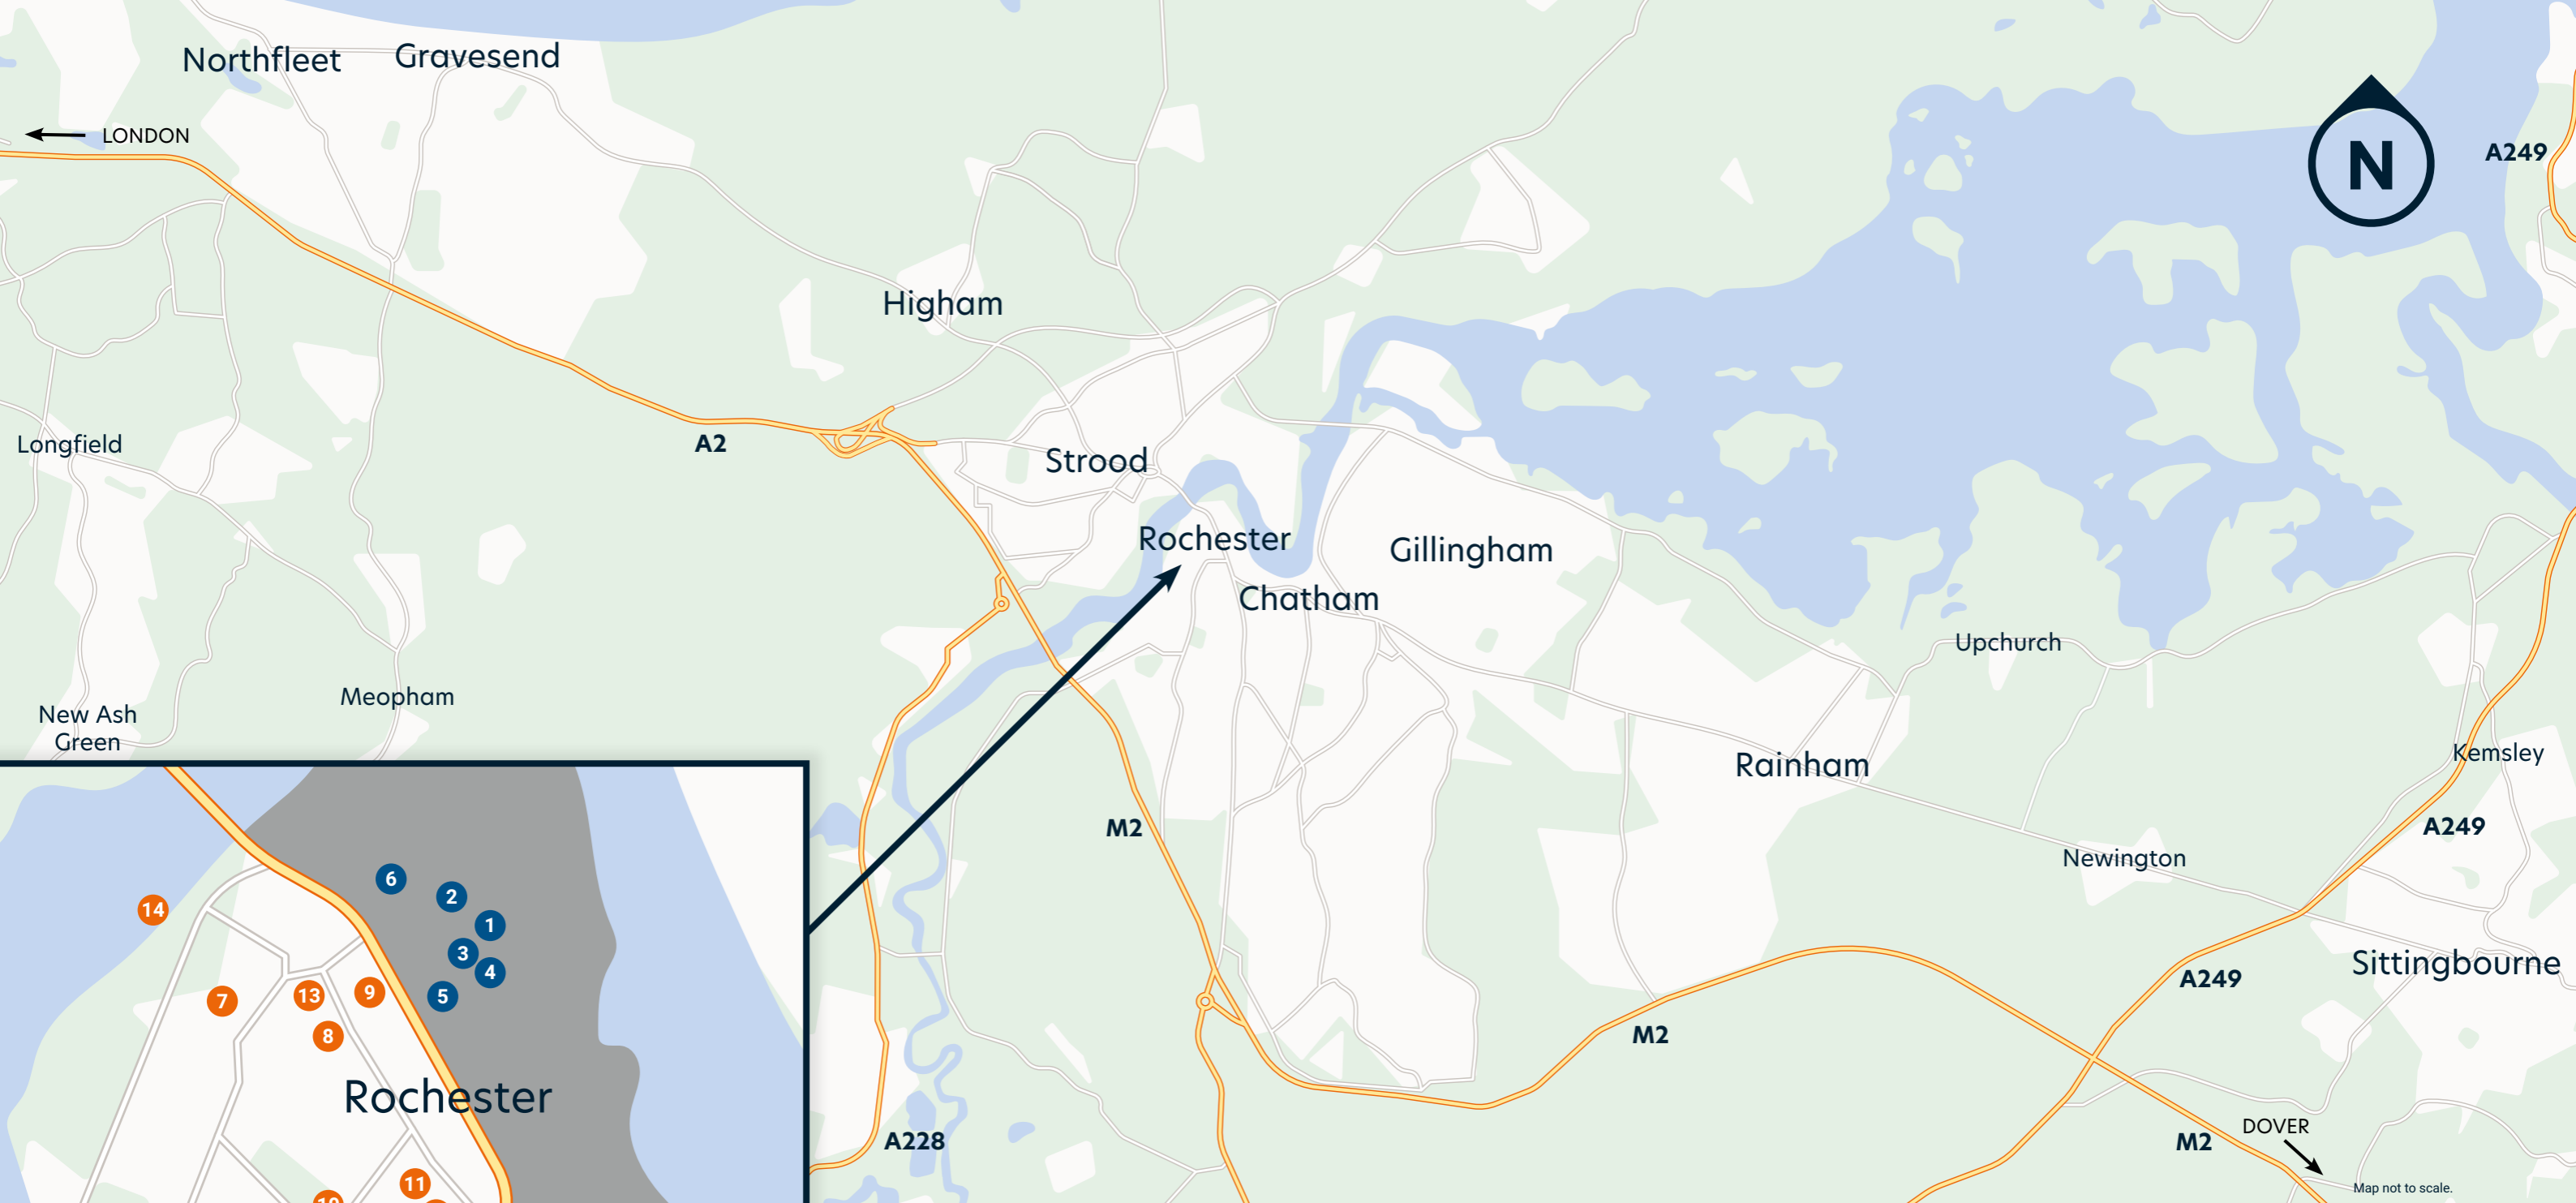 Northfleet
Gravesend
LONDON
N
A249
Higham
Longfield
A2
Strood
Rochester
Gillingham
Chatham
Upchurch
Meopham
New Ash
Green
Kemsley
Rainham
M2
A249
Newington
6
2
14
1
3
4
Sittingbourne
A249
5
9
13
7
8
M2
Rochester
DOVER
A228
M2
11
Map not to scale.